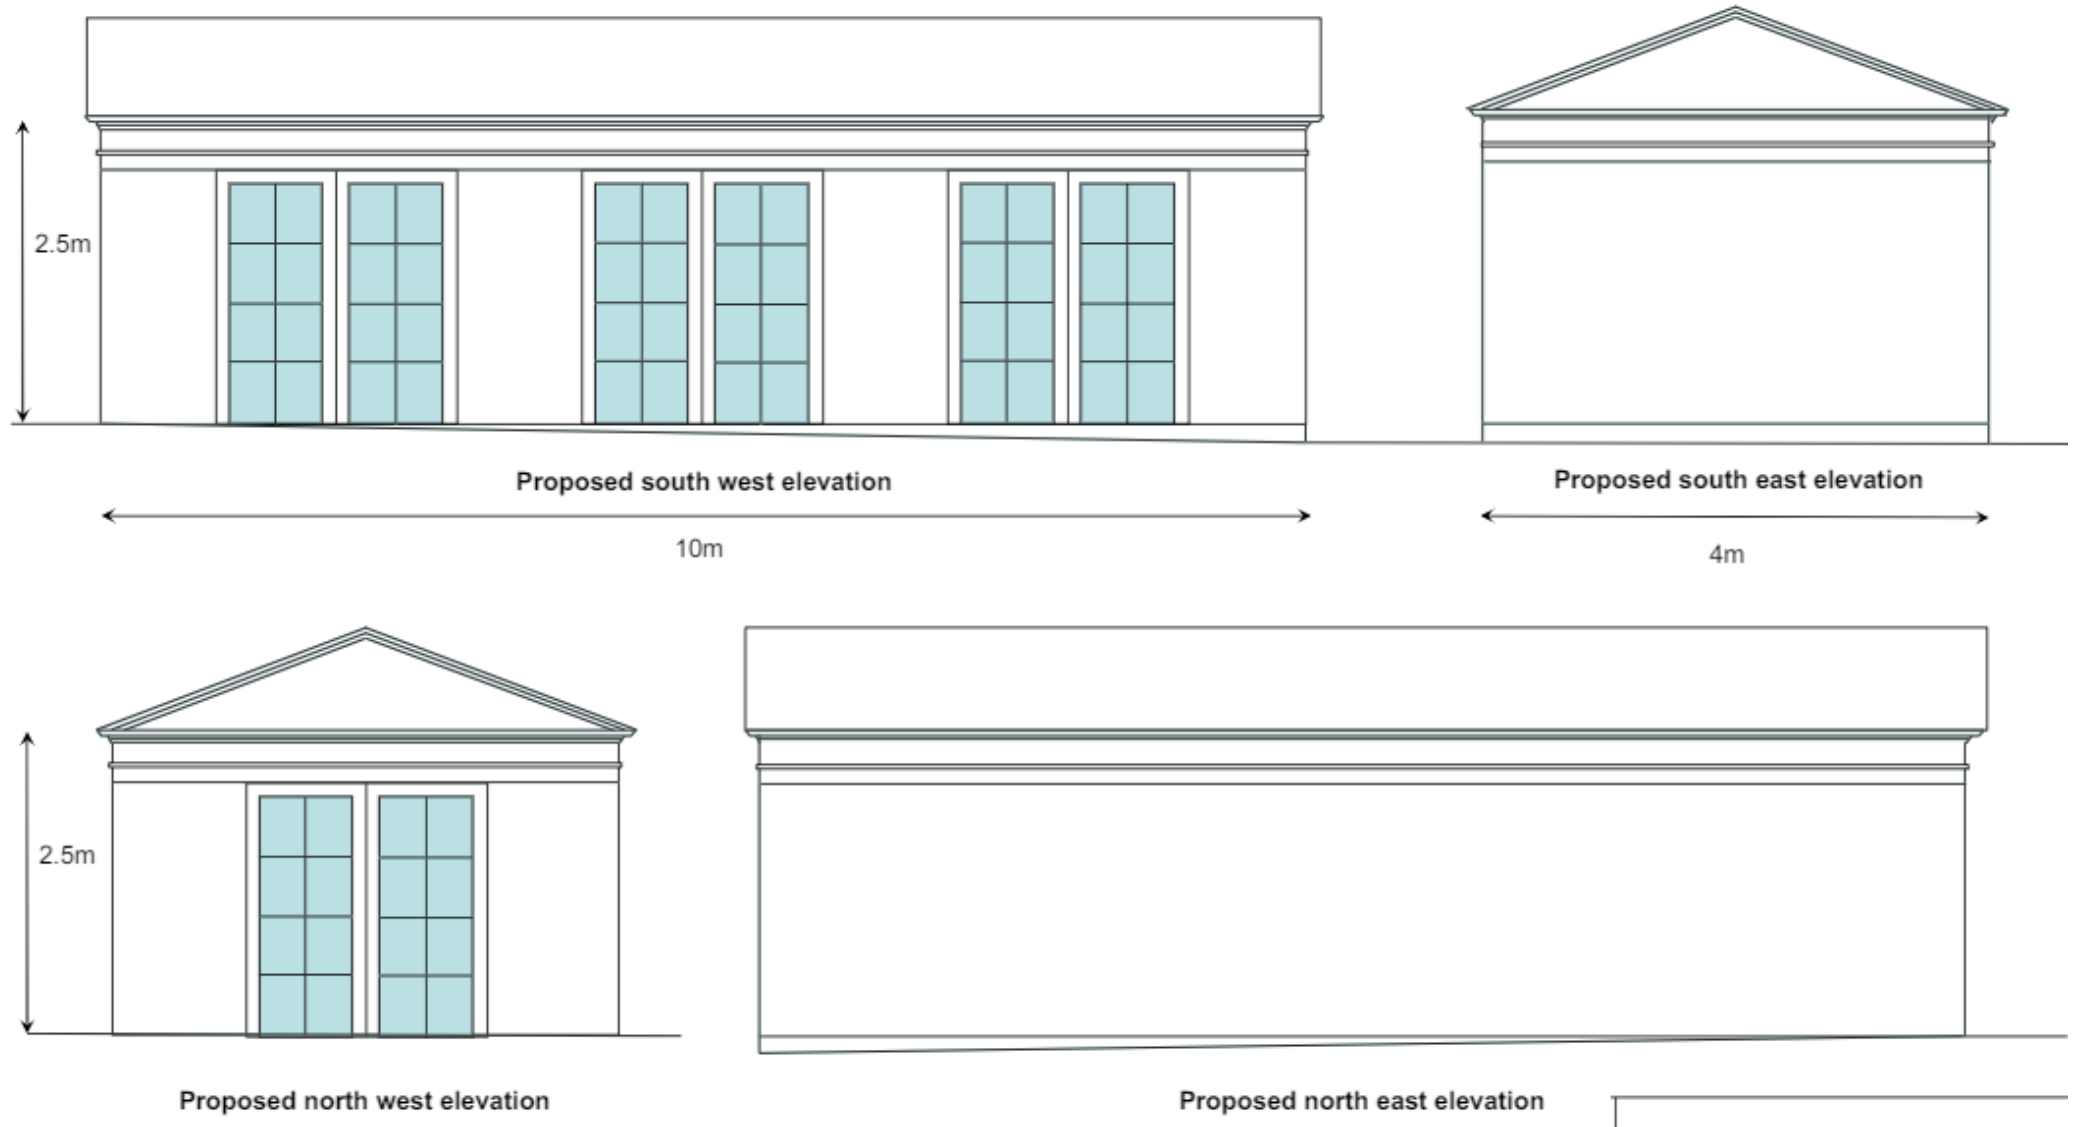 2.5m
Proposed south west elevation
Proposed south east elevation
10m
4m
2.5m
Proposed north west elevation
Proposed north east elevation